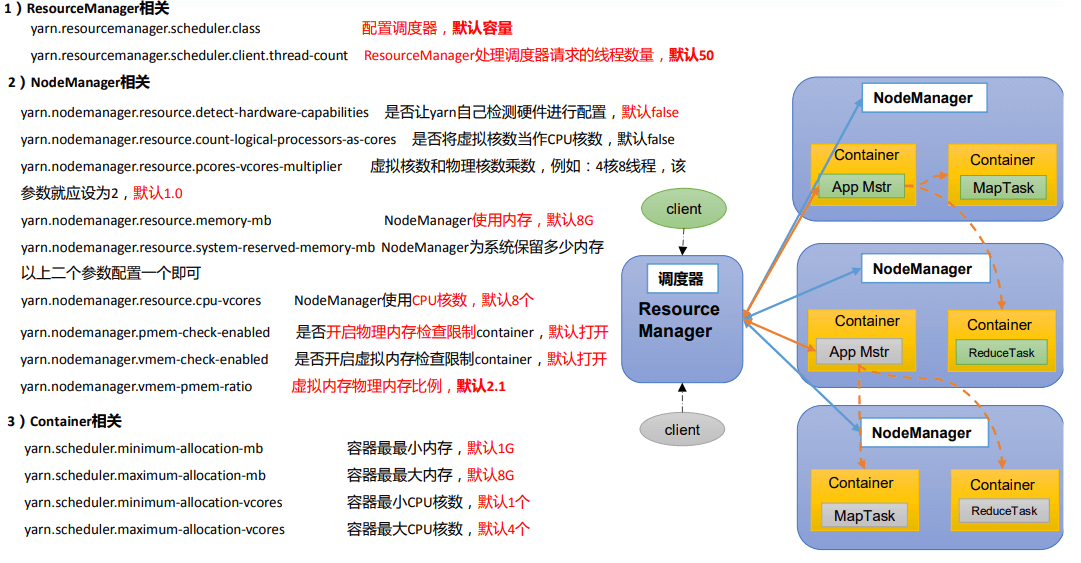 1）ResourceManager相关
yarn.resourcemanager.scheduler.class 配置调度器，默认容量
yarn.resourcemanager.scheduler.client.thread-count ResourceManager处理调度器请求的线程数量，默认50
2）NodeManager相关
yarn.nodemanager.resource.detect-hardware-capabilities 是否让yarn自己检测硬件进行配置，默认false
yarn.nodemanager.resource.count-logical-processors-as-cores 是否将虚拟核数当作CPU核数，默认false
yarn.nodemanager.resource.pcores-vcores-multiplier 虚拟核数和物理核数乘数，例如：4核8线程，该
参数就应设为2，默认1.0
yarn.nodemanager.resource.memory-mb NodeManager使用内存，默认8G
yarn.nodemanager.resource.system-reserved-memory-mb NodeManager为系统保留多少内存
以上二个参数配置一个即可
yarn.nodemanager.resource.cpu-vcores NodeManager使用CPU核数，默认8个
yarn.nodemanager.pmem-check-enabled 是否开启物理内存检查限制container，默认打开
yarn.nodemanager.vmem-check-enabled 是否开启虚拟内存检查限制container，默认打开
yarn.nodemanager.vmem-pmem-ratio 虚拟内存物理内存比例，默认2.1
3）Container相关
yarn.scheduler.minimum-allocation-mb 容器最最小内存，默认1G
yarn.scheduler.maximum-allocation-mb 容器最最大内存，默认8G
yarn.scheduler.minimum-allocation-vcores 容器最小CPU核数，默认1个
yarn.scheduler.maximum-allocation-vcores 容器最大CPU核数，默认4个
client
调度器
Resource
Manager
client
NodeManager
Container
App Mstr
Container
MapTask
NodeManager
Container
App Mstr
Container
ReduceTask
NodeManager
Container
MapTask
Container
ReduceTask